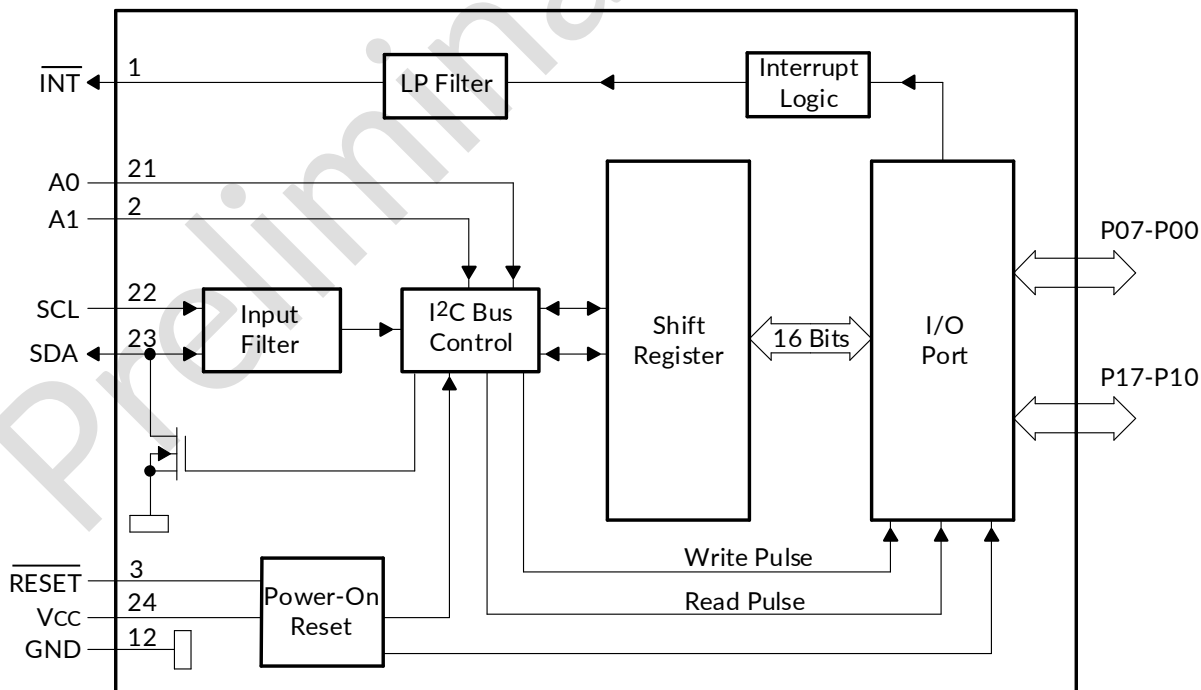 Preliminar
INT 1
LP Filter
Interrupt
Logic
A0 21
A1 2
P07-P00
SCL 22
SDA 23
Input
Filter
I²C Bus
Control
Shift
Register
16 Bits
I/O
Port
P17-P10
Write Pulse
Read Pulse
RESET 3
VCC 24
GND 12
Power-On
Reset